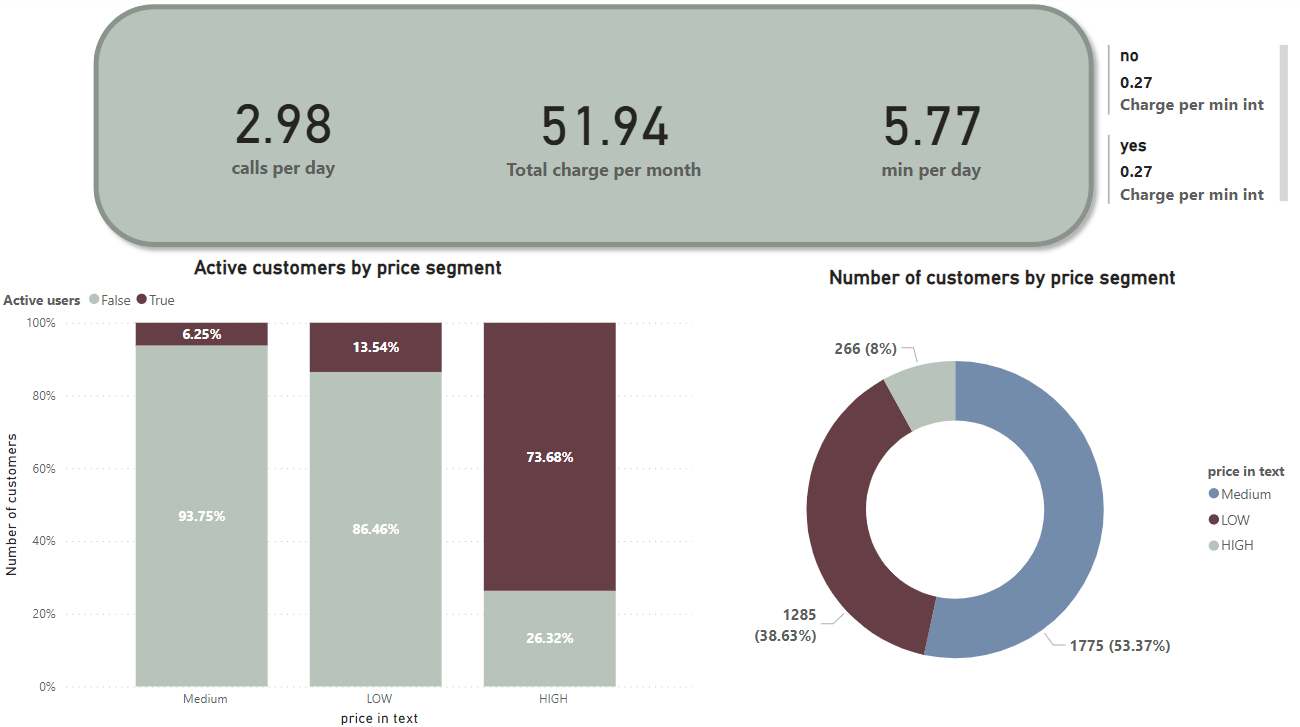 2.98
calls per day
51.94
Total charge per month
5.77
min per day
no
0.27
Charge per min int
yes
0.27
Charge per min int
Active customers by price segment
Active users False True
100%
80%
60%
40%
20%
0%
Number of customers
6.25%
93.75%
13.54%
86.46%
73.68%
26.32%
Medium
LOW
HIGH
price in text
Number of customers by price segment
266 (8%)
1285
(38.63%)
1775 (53.37%)
price in text
Medium
LOW
HIGH